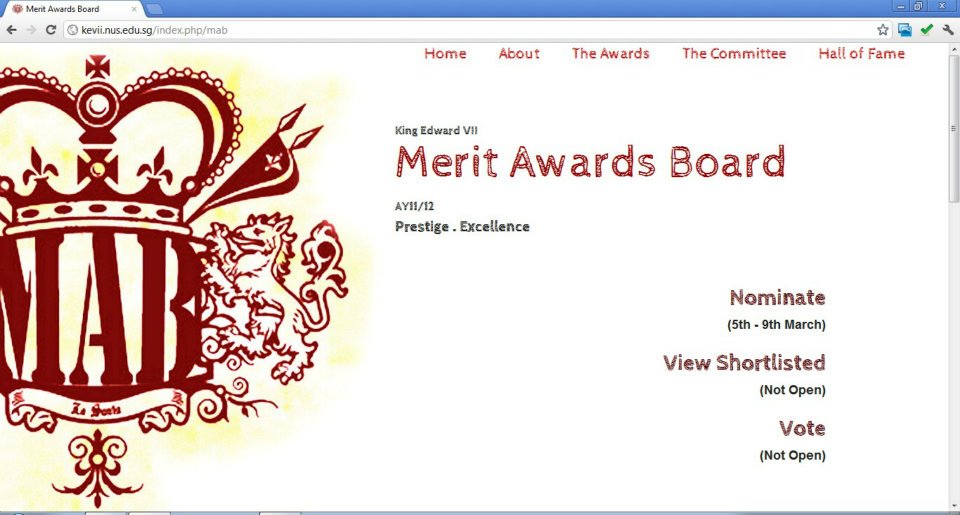 Merit Awards Board
kevii.nus.edu.sg/index.php/mab
Home About The Awards The Committee Hall of Fame
King Edward VII
Merit Awards Board
AY11/12
Prestige . Excellence
MAB
Nominate
(5th - 9th March)
View Shortlisted
(Not Open)
Vote
(Not Open)